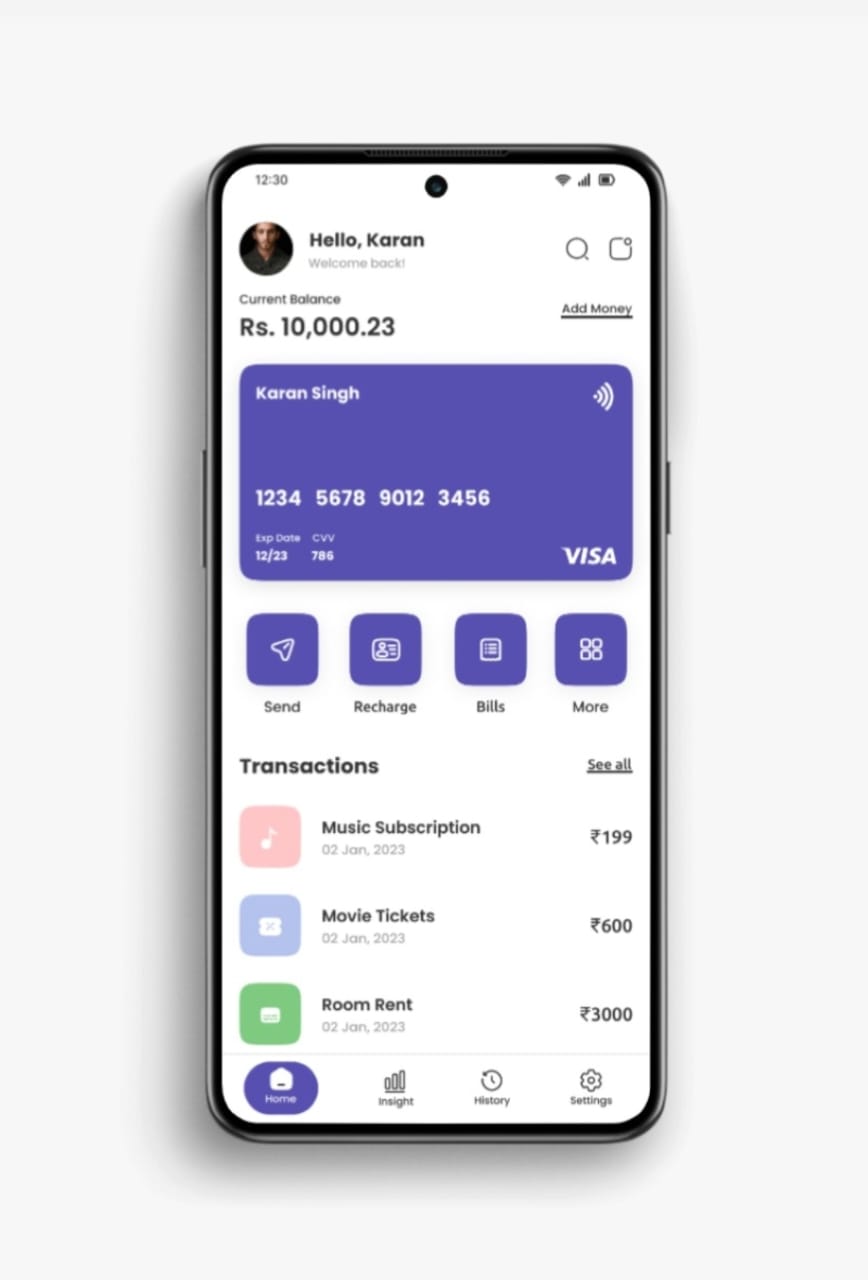 12:30
Hello, Karan
Welcome back!
Current Balance
Rs. 10,000.23
Add Money
Karan Singh
1234 5678 9012 3456
Exp Date CVV
12/23 786
VISA
Send Recharge Bills More
Transactions See all
Music Subscription
02 Jan, 2023
₹199
Movie Tickets
02 Jan, 2023
₹600
Room Rent
02 Jan, 2023
₹3000
Home Insight History Settings